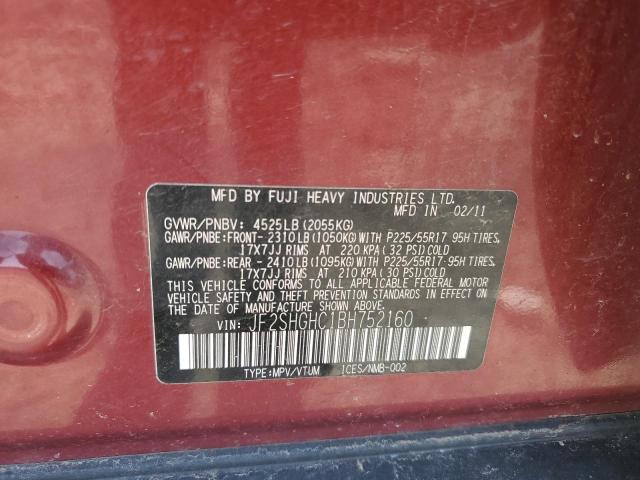 MFD BY FUJI HEAVY INDUSTRIES LTD.
MFD IN 02/11
GVWR/PNBV: 4525LB (2055KG)
GAWR/PNBE:FRONT-2310LB(1050KG)WITH P225/55R17 95H TIRES,
17X7JJ RIMS AT 220 KPA( 32 PSI)COLD
GAWR/PNBE:REAR -2410LB(1095KG)WITH P225/55R17-95H TIRES,
17X7JJ RIMS AT 210 KPA( 30 PSI)COLD
THIS VEHICLE CONFORMS TO ALL APPLICABLE FEDERAL MOTOR
VEHICLE SAFETY, BUMPER, AND THEFT PREVENTION STANDARDS IN EFFECT ON
THE DATE OF MANUFACTURE SHOWN ABOVE.
VIN: JF2SHGHC1BH752160
TYPE:MPV/VTUM ICES/NMB-002